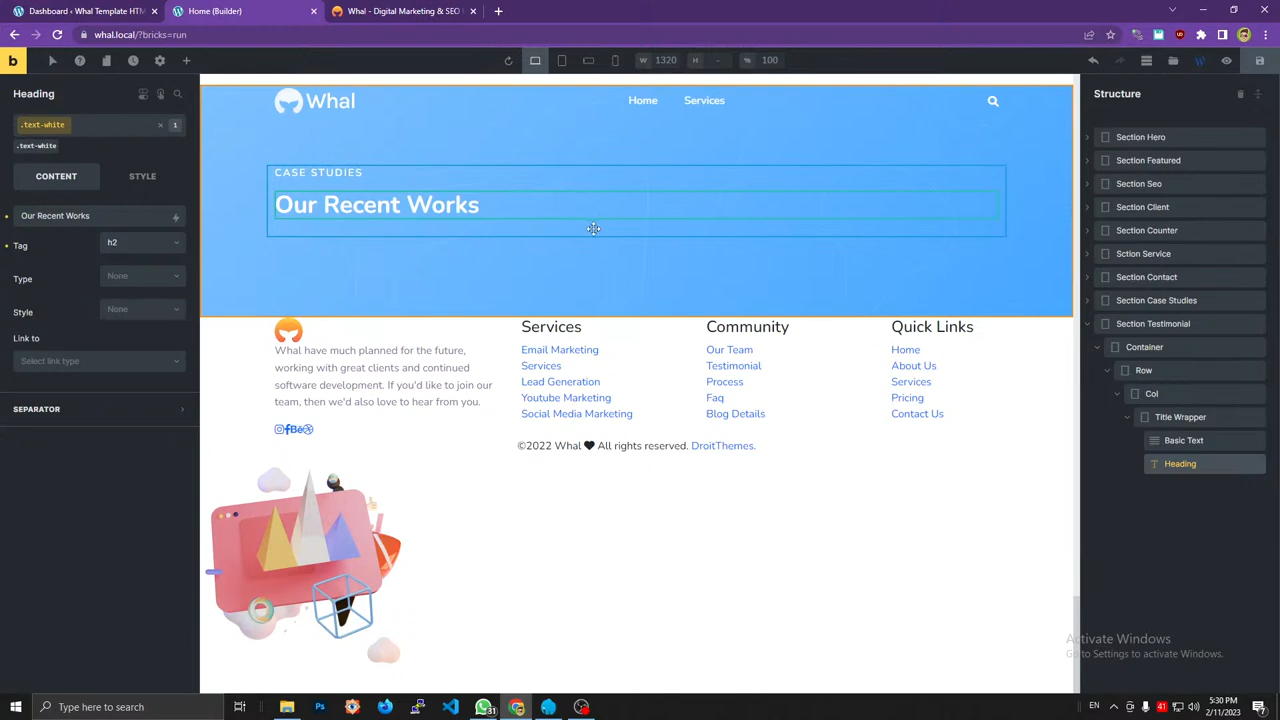 Dashboard ‹ Whal Template HTM
Home (Builder)
Whal Template Digital Marketing & SEO
whal.local/?bricks=run
b
W 1320 H - % 100
Heading
.text-white
1
.text-white
CONTENT STYLE
Our Recent Works
Tag h2
Type None
Style None
Link to
Select link type
SEPARATOR
Whal
Home Services
CASE STUDIES
Our Recent Works
Whal have much planned for the future,
working with great clients and continued
software development. If you'd like to join our
team, then we'd also love to hear from you.
Services
Email Marketing
Services
Lead Generation
Youtube Marketing
Social Media Marketing
Community
Our Team
Testimonial
Process
Faq
Blog Details
Quick Links
Home
About Us
Services
Pricing
Contact Us
©2022 Whal All rights reserved. DroitThemes.
Structure
Section Hero
Section Featured
Section Seo
Section Client
Section Counter
Sction Service
Section Contact
Section Case Studies
Section TestImonial
Container
Row
Col
Title Wrapper
Basic Text
Heading
Activate Windows
Go to Settings to activate Windows.
Type here to search
31
EN
41
5:30 PM
2/11/2023